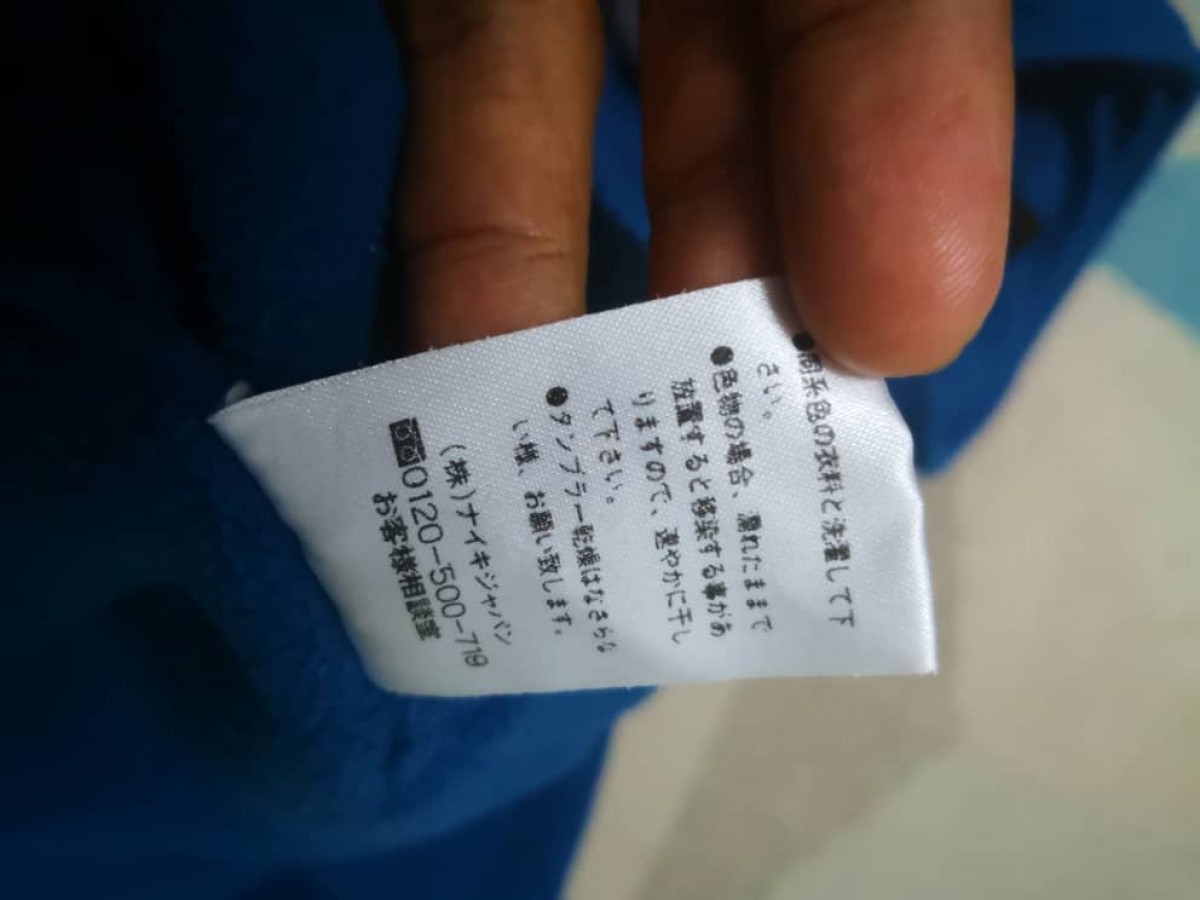 ●同系色の衣料と洗濯して下
さい。
●色物の場合、濡れたままで
放置すると移染する事があ
りますので、速やかに干し
て下さい。
●タンブラー乾燥はなさらな
い様、お願い致します。
(株)ナイキジャパン
0120-500-719
お客様相談室